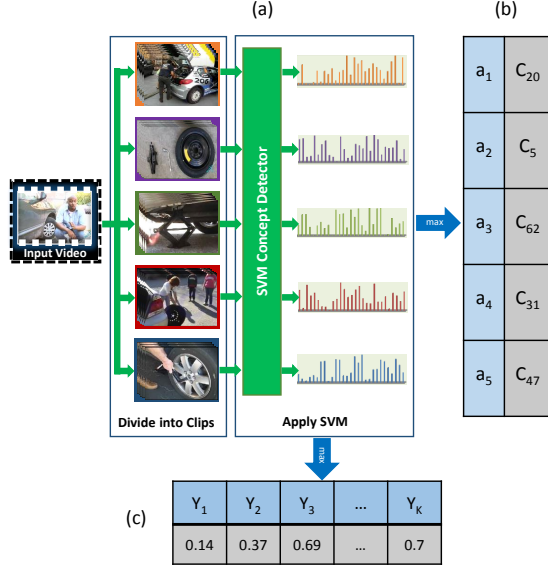 (a)
(b)
Input Video
SVM Concept Detector
max
a1 C20
a2 C5
a3 C62
a4 C31
a5 C47
Divide into Clips
Apply SVM
max
(c)
Y1 Y2 Y3 ... YK
0.14 0.37 0.69 ... 0.7